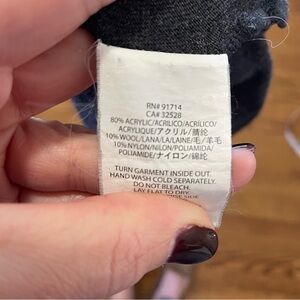 RN# 91714
CA# 32528
80% ACRYLIC/ACRILICO/ACRÍLICO/
ACRYLIQUE/アクリル/腈纶
10% WOOL/LANA/LAINE/毛/羊毛
10% NYLON/NILON/POLIAMIDA/
POLIAMIDE/ナイロン/锦纶
TURN GARMENT INSIDE OUT.
HAND WASH COLD SEPARATELY.
DO NOT BLEACH.
LAY FLAT TO DRY.
SIDE